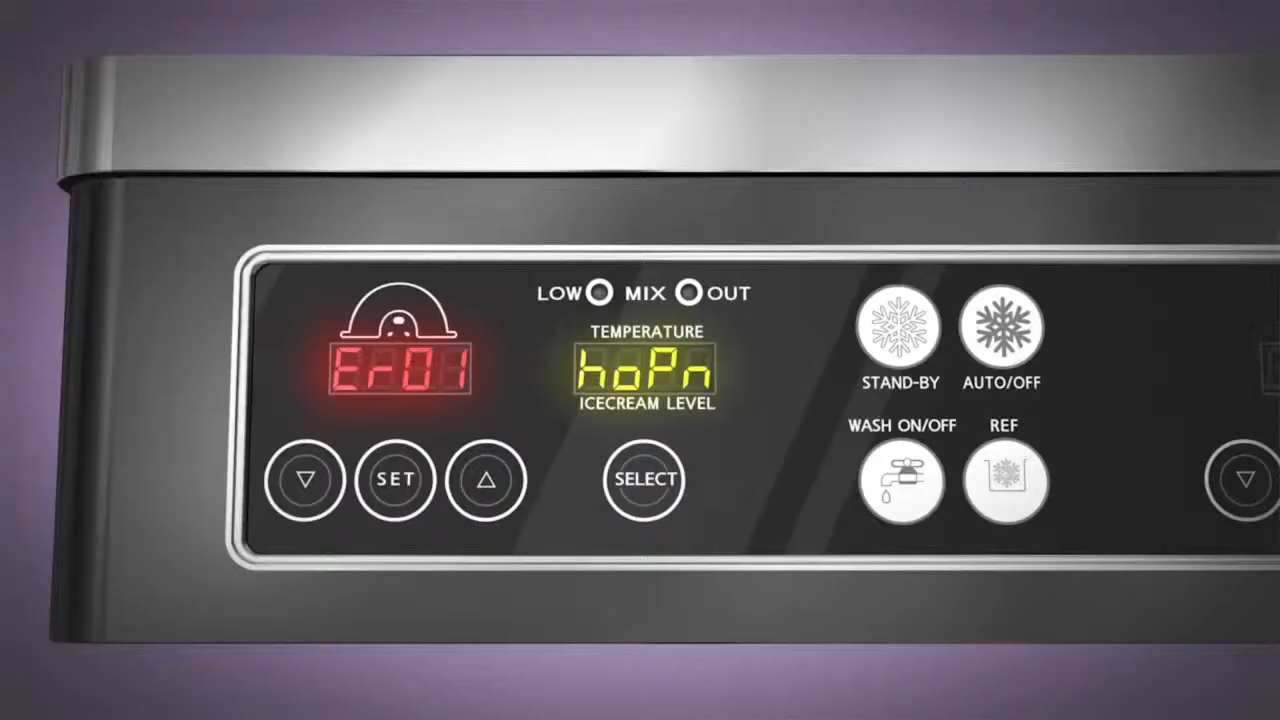 LOW MIX OUT
TEMPERATURE
Er01
hoPn
ICECREAM LEVEL
STAND-BY AUTO/OFF
WASH ON/OFF REF
SET
SELECT